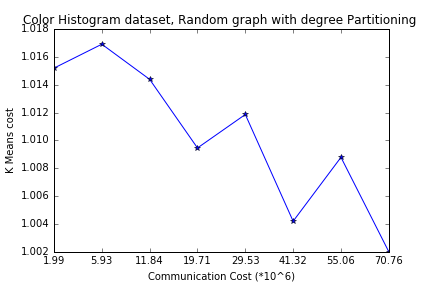 Color Histogram dataset, Random graph with degree Partitioning
1.018
1.016
1.014
1.012
1.010
1.008
1.006
1.004
1.002
K Means cost
1.99 5.93 11.84 19.71 29.53 41.32 55.06 70.76
Communication Cost (*10^6)